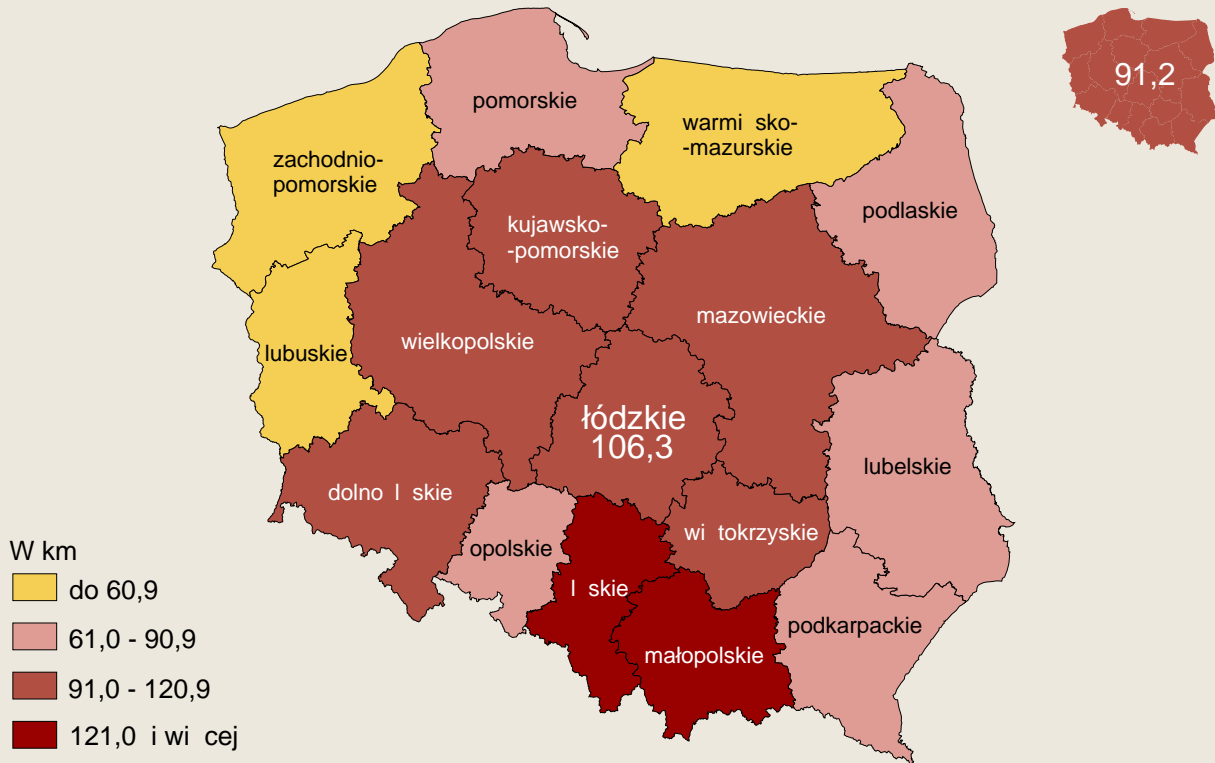 91,2
pomorskie
warmi sko-
-mazurskie
zachodnio-
pomorskie
podlaskie
kujawsko-
-pomorskie
mazowieckie
wielkopolskie
lubuskie
łódzkie
106,3
lubelskie
dolno l skie
wi tokrzyskie
opolskie
l skie
podkarpackie
małopolskie
W km
do 60,9
61,0 - 90,9
91,0 - 120,9
121,0 i wi cej